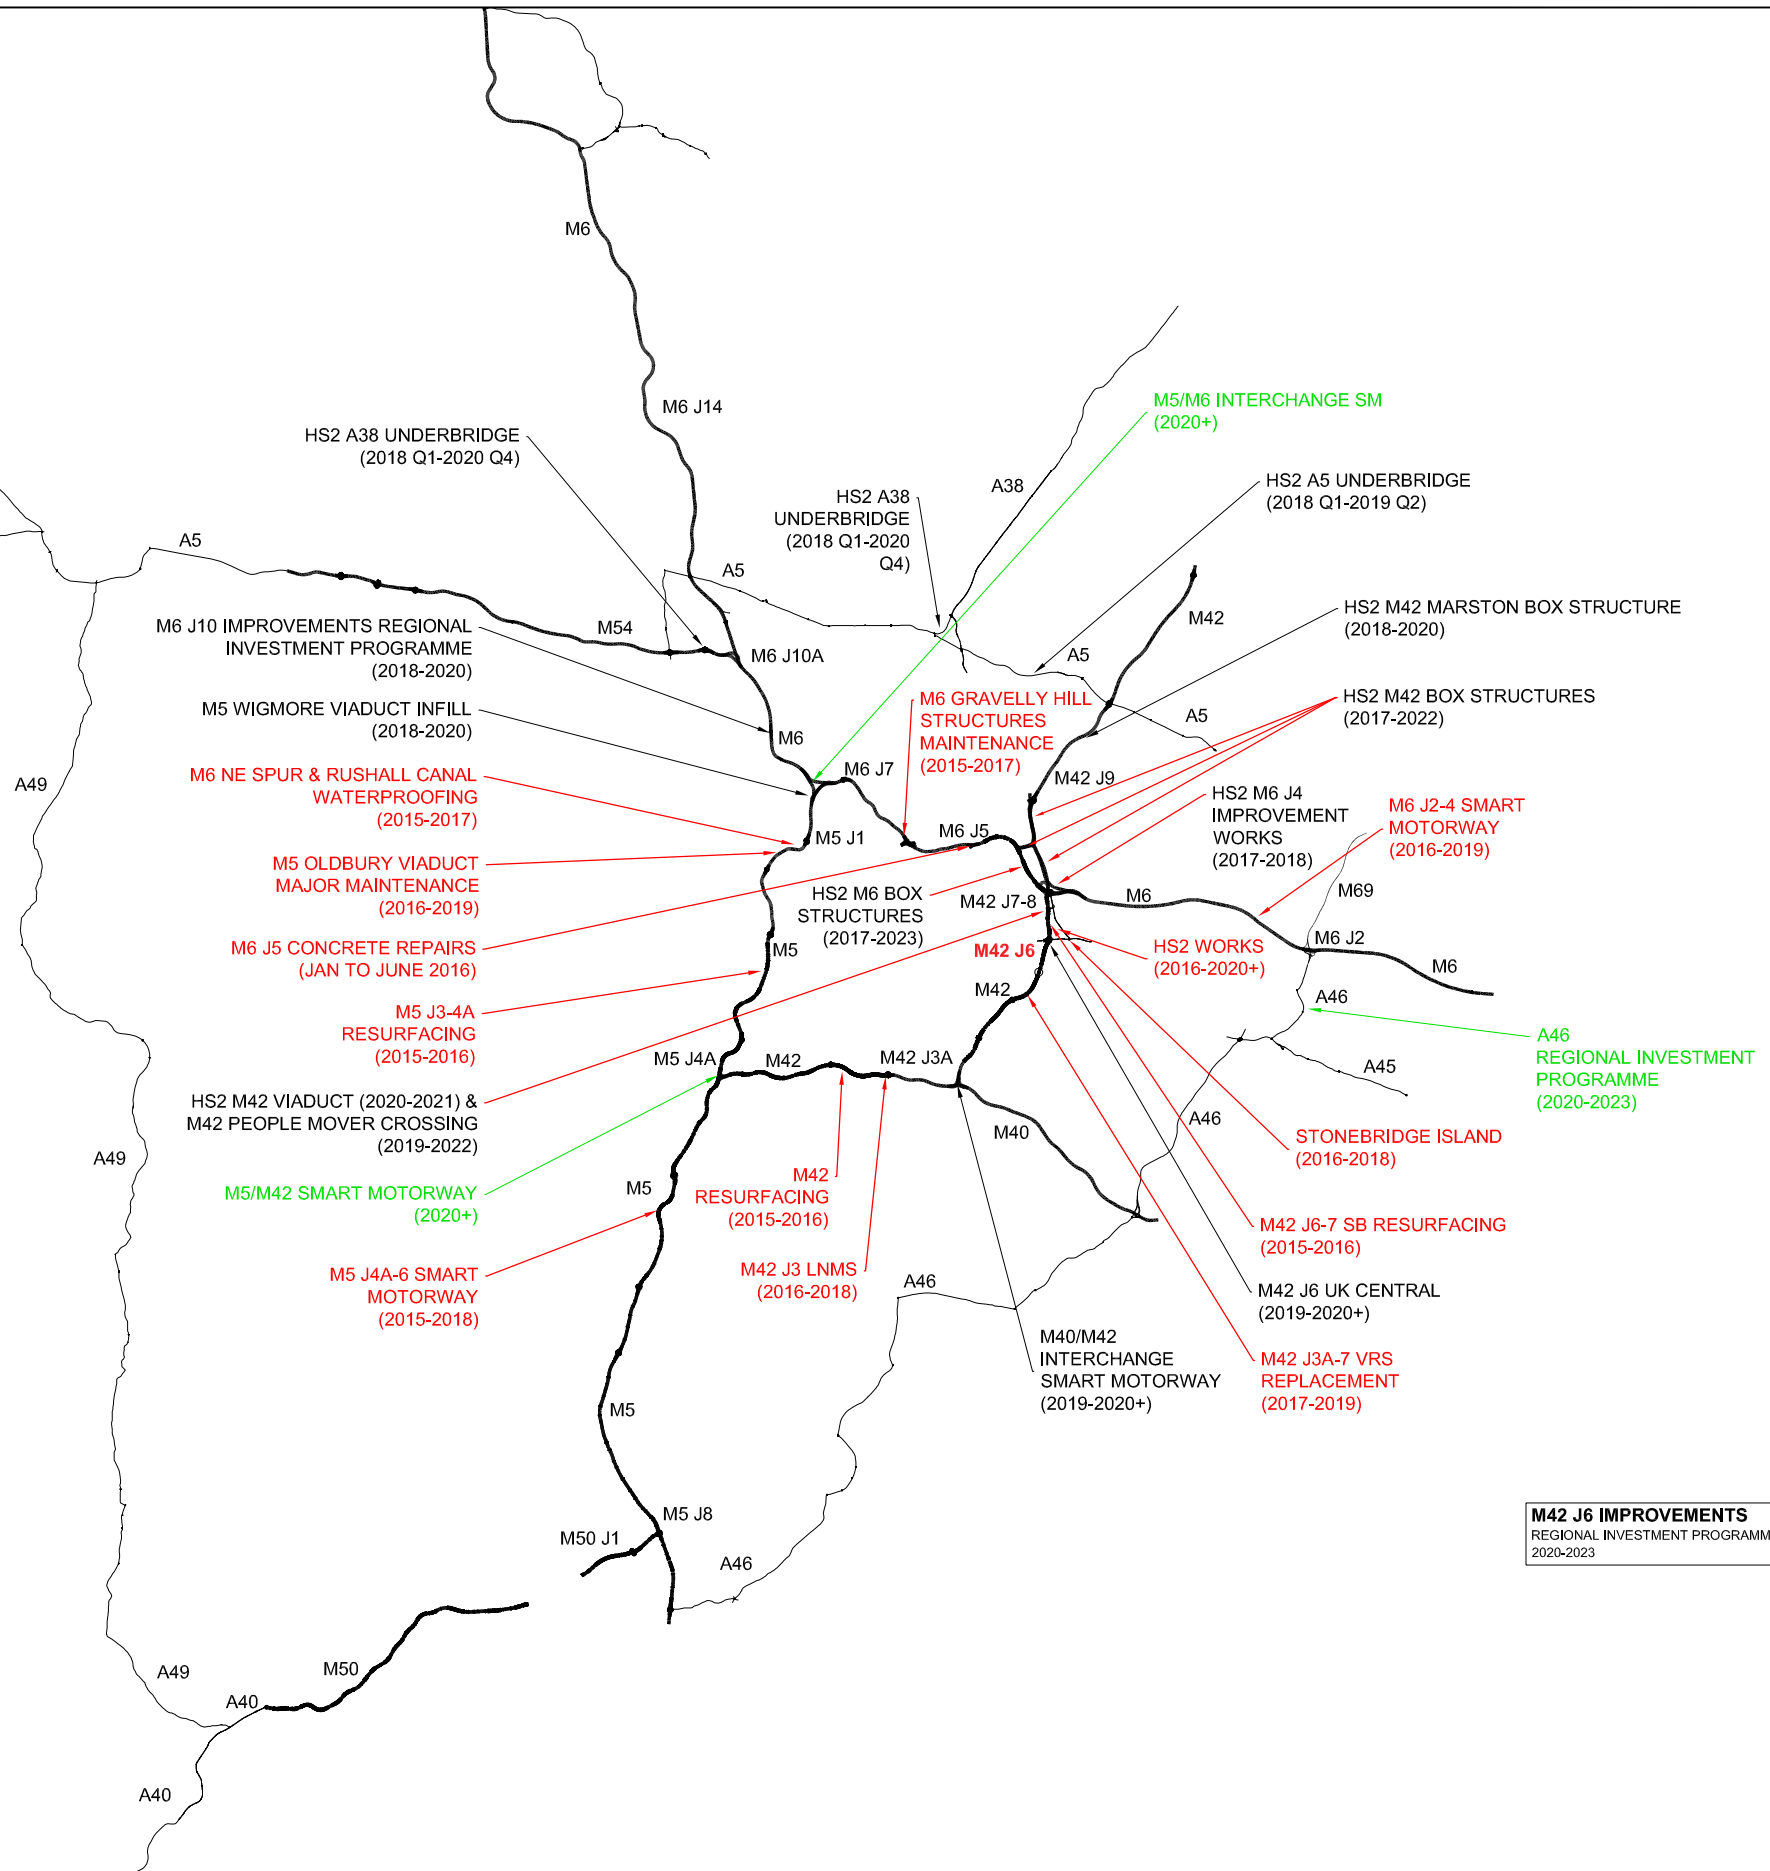 M6
M6 J14
HS2 A38 UNDERBRIDGE
(2018 Q1-2020 Q4)
M5/M6 INTERCHANGE SM
(2020+)
HS2 A38
UNDERBRIDGE
(2018 Q1-2020
Q4)
A38
HS2 A5 UNDERBRIDGE
(2018 Q1-2019 Q2)
A5
A5
M54
M6 J10 IMPROVEMENTS REGIONAL
INVESTMENT PROGRAMME
(2018-2020)
M6 J10A
M42
HS2 M42 MARSTON BOX STRUCTURE
(2018-2020)
A5
HS2 M42 BOX STRUCTURES
(2017-2022)
A5
M5 WIGMORE VIADUCT INFILL
(2018-2020)
M6
M6 GRAVELLY HILL
STRUCTURES
MAINTENANCE
(2015-2017)
M6 J7
M42 J9
A49
M6 NE SPUR & RUSHALL CANAL
WATERPROOFING
(2015-2017)
HS2 M6 J4
IMPROVEMENT
WORKS
(2017-2018)
M6 J2-4 SMART
MOTORWAY
(2016-2019)
M5 J1
M6 J5
M5 OLDBURY VIADUCT
MAJOR MAINTENANCE
(2016-2019)
HS2 M6 BOX
STRUCTURES
(2017-2023)
M42 J7-8
M6
M69
M6 J5 CONCRETE REPAIRS
(JAN TO JUNE 2016)
M5
M42 J6
HS2 WORKS
(2016-2020+)
M6 J2
M6
M5 J3-4A
RESURFACING
(2015-2016)
M42
A46
A46
REGIONAL INVESTMENT
PROGRAMME
(2020-2023)
M5 J4A
M42
M42 J3A
A45
HS2 M42 VIADUCT (2020-2021) &
M42 PEOPLE MOVER CROSSING
(2019-2022)
M40
A46
STONEBRIDGE ISLAND
(2016-2018)
A49
M5/M42 SMART MOTORWAY
(2020+)
M5
M42
RESURFACING
(2015-2016)
M42 J6-7 SB RESURFACING
(2015-2016)
M5 J4A-6 SMART
MOTORWAY
(2015-2018)
M42 J3 LNMS
(2016-2018)
A46
M42 J6 UK CENTRAL
(2019-2020+)
M40/M42
INTERCHANGE
SMART MOTORWAY
(2019-2020+)
M42 J3A-7 VRS
REPLACEMENT
(2017-2019)
M5
M5 J8
M50 J1
A46
M42 J6 IMPROVEMENTS
REGIONAL INVESTMENT PROGRAMM
2020-2023
A49
M50
A40
A40